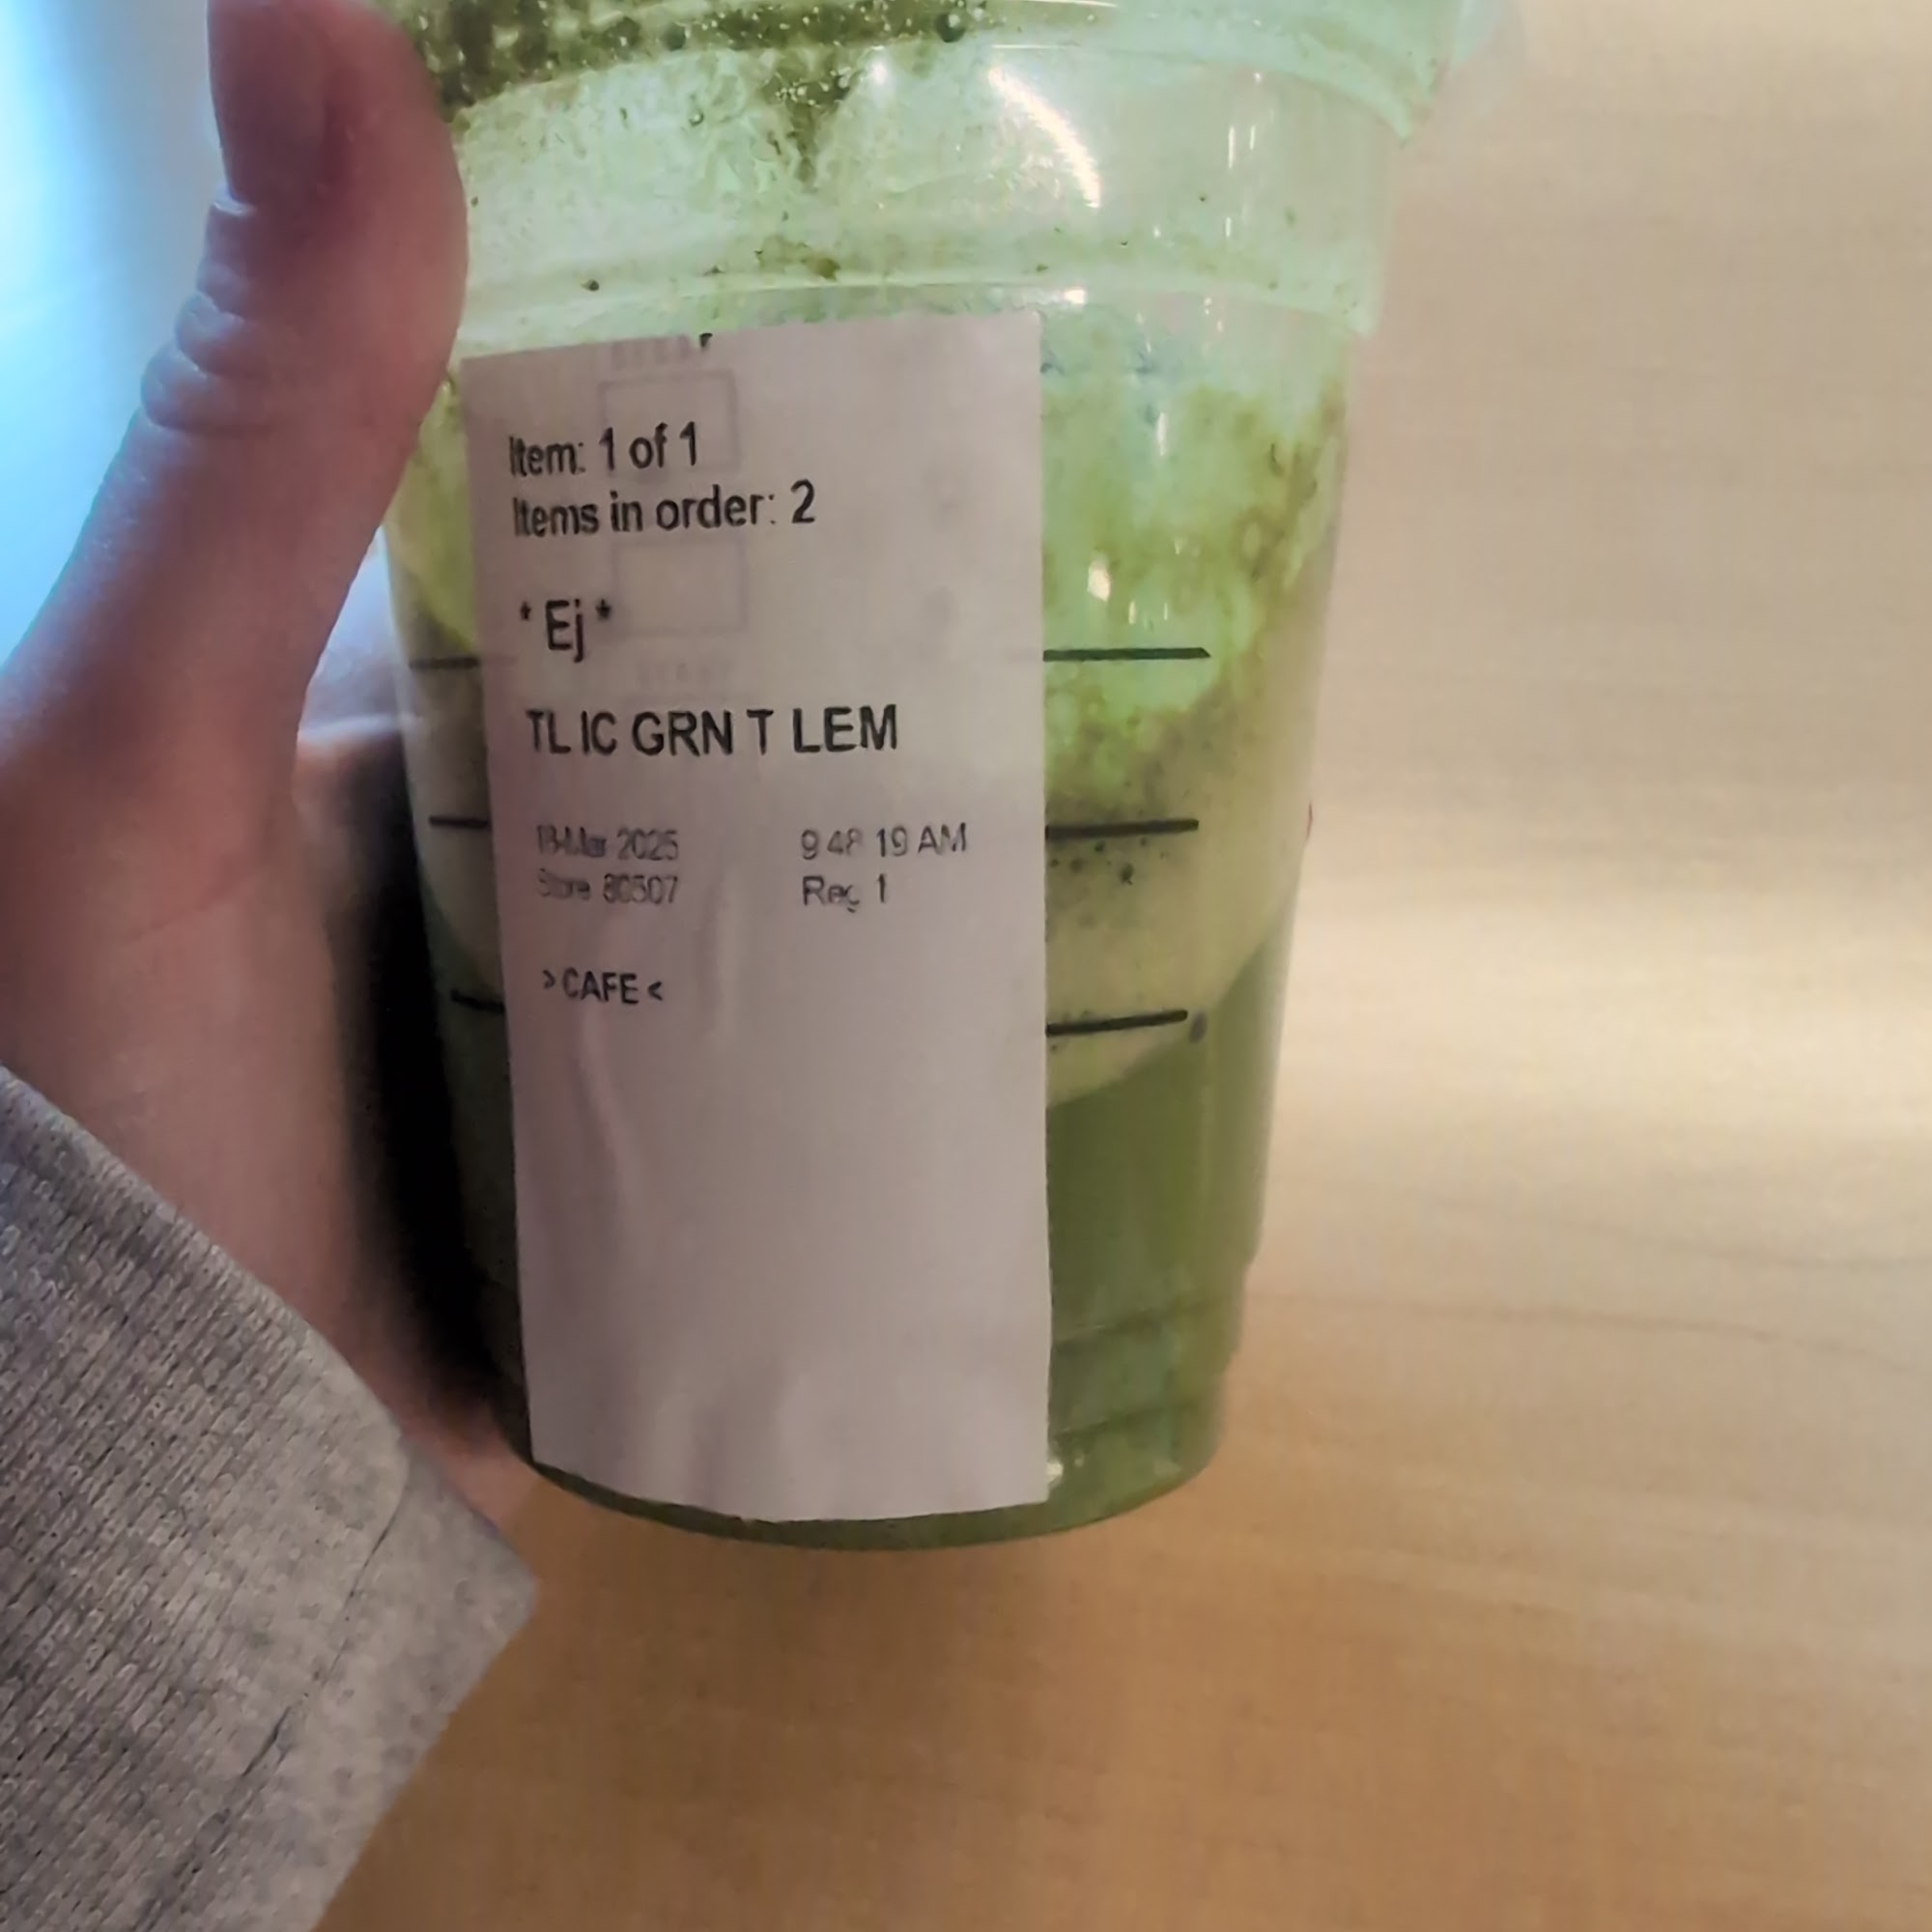 Item: 1 of 1
Items in order: 2
* Ej *
TL IC GRN T LEM
2025 9 48 19 AM
Store 80507 Reg 1
>CAFE<